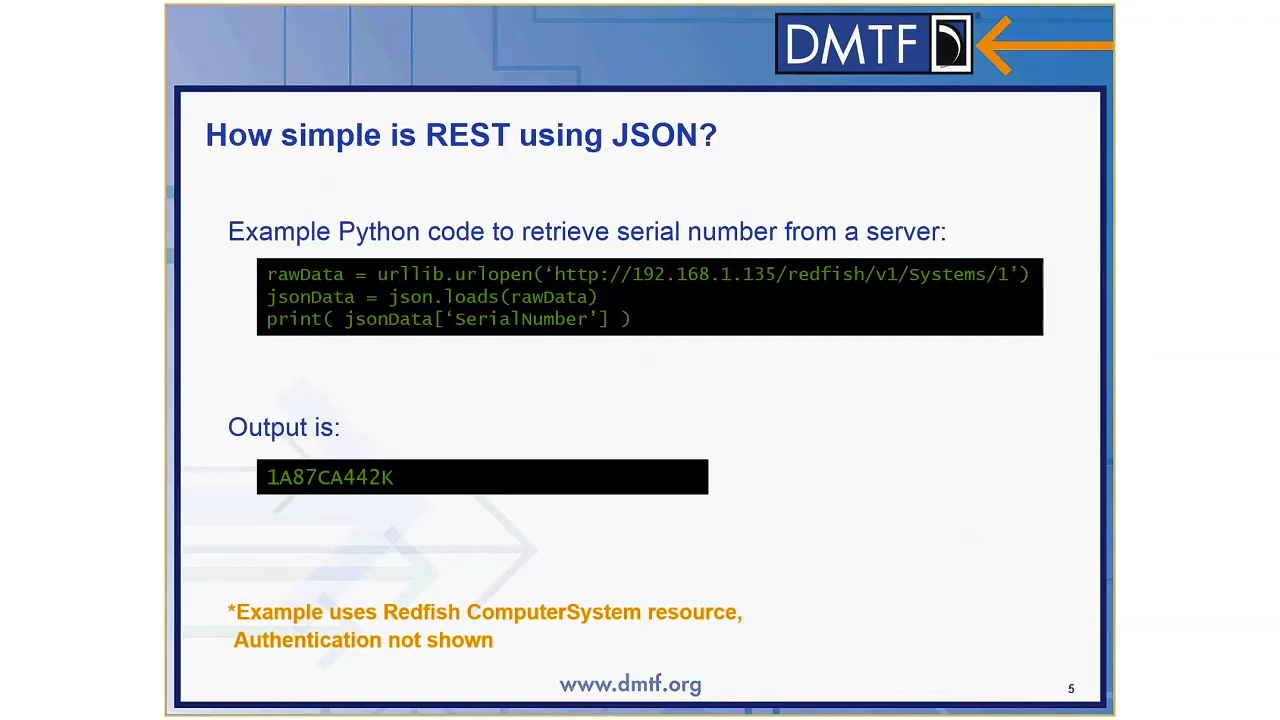 DMTF
How simple is REST using JSON?
Example Python code to retrieve serial number from a server:
rawData = urllib.urlopen(‘http://192.168.1.135/redfish/v1/Systems/1’)
jsonData = json.loads(rawData)
print( jsonData[‘SerialNumber’] )
Output is:
1A87CA442K
*Example uses Redfish ComputerSystem resource,
Authentication not shown
www.dmtf.org
5